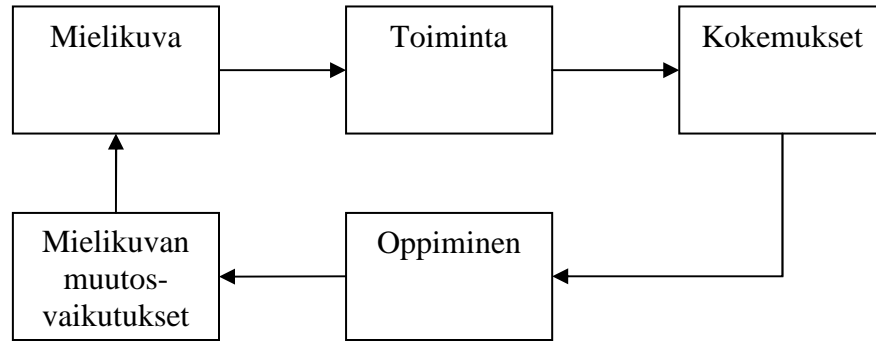 Mielikuva
Toiminta
Kokemukset
Mielikuvan
muutos-
vaikutukset
Oppiminen